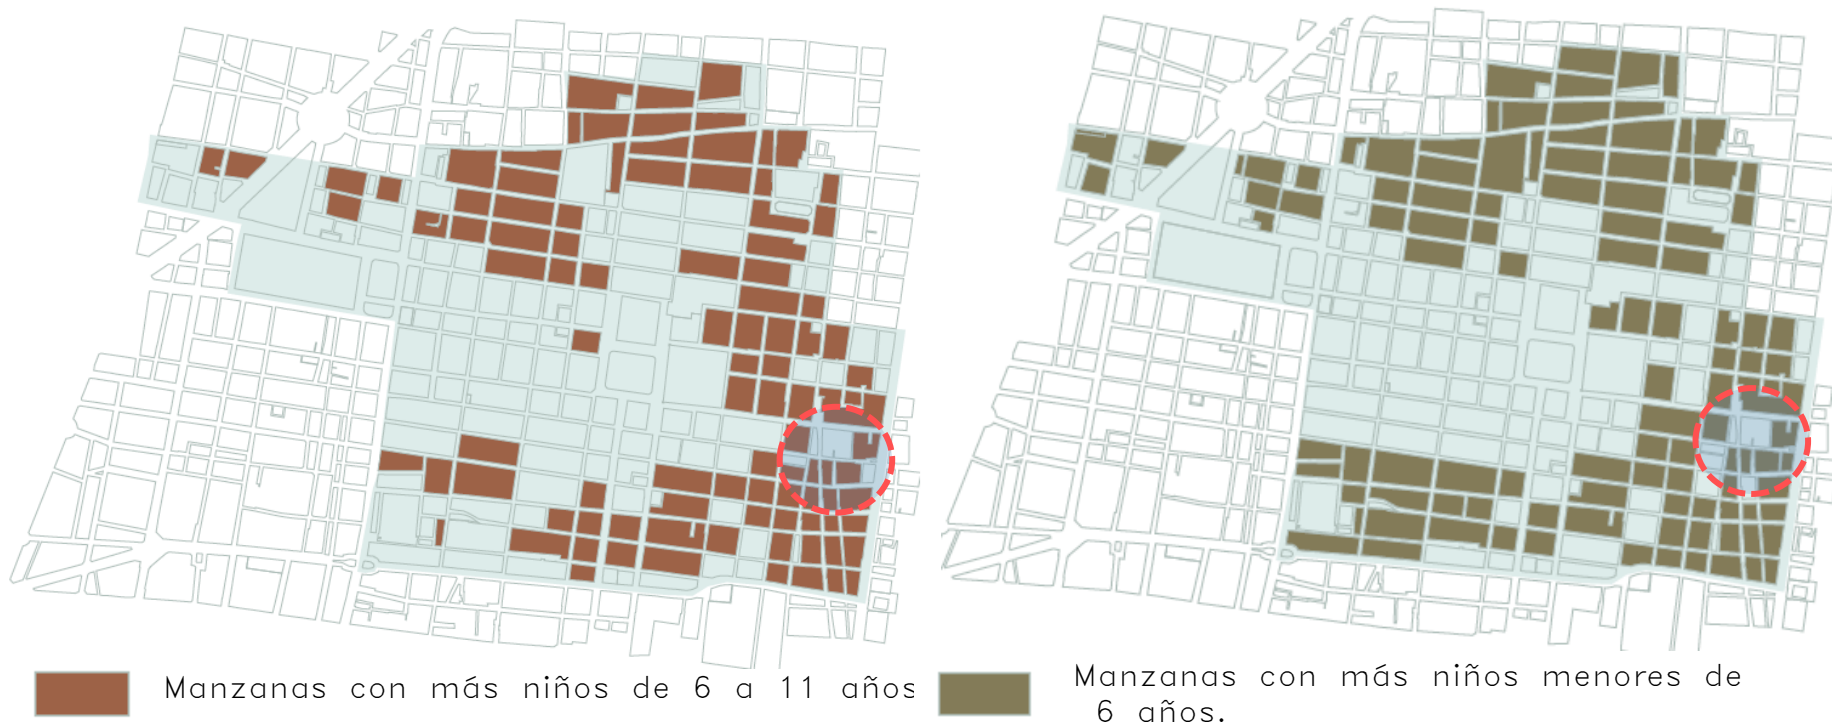 Manzanas con más niños de 6 a 11 años
Manzanas con más niños menores de
6 años.